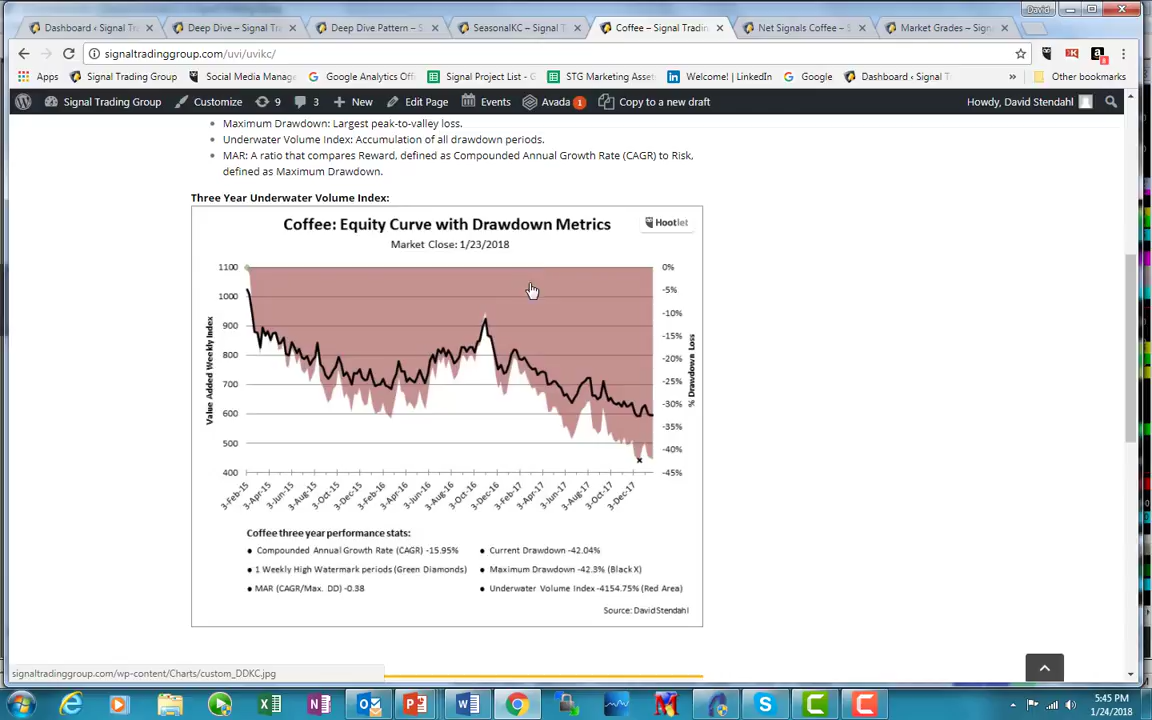 David
Dashboard ‹ Signal T
Deep Dive – Signal Tr
Deep Dive Pattern – S
SeasonalKC – Signal T
Coffee – Signal Tradin
Net Signals Coffee – S
Market Grades – Sign
signaltradinggroup.com/uvi/uvikc/
Apps
Signal Trading Group
Social Media Manag
Google Analytics Offi
Signal Project List - G
STG Marketing Asset
Welcome! | LinkedIn
Google
Dashboard ‹ Signal T
»
Other bookmarks
Signal Trading Group
Customize
9
3
New
Edit Page
Events
Avada 1
Copy to a new draft
Howdy, David Stendahl
Maximum Drawdown: Largest peak-to-valley loss.
Underwater Volume Index: Accumulation of all drawdown periods.
MAR: A ratio that compares Reward, defined as Compounded Annual Growth Rate (CAGR) to Risk,
defined as Maximum Drawdown.
Three Year Underwater Volume Index:
Coffee: Equity Curve with Drawdown Metrics
Hootlet
Market Close: 1/23/2018
1100
1000
900
800
700
600
500
400
Value Added Weekly Index
0%
-5%
-10%
-15%
-20%
-25%
-30%
-35%
-40%
-45%
% Drawdown Loss
3-Feb-15
3-Apr-15
3-Jun-15
3-Aug-15
3-Oct-15
3-Dec-15
3-Feb-16
3-Apr-16
3-Jun-16
3-Aug-16
3-Oct-16
3-Dec-16
3-Feb-17
3-Apr-17
3-Jun-17
3-Aug-17
3-Oct-17
3-Dec-17
Coffee three year performance stats:
Compounded Annual Growth Rate (CAGR) -15.95%
Current Drawdown -42.04%
1 Weekly High Watermark periods (Green Diamonds)
Maximum Drawdown -42.3% (Black X)
MAR (CAGR/Max. DD) -0.38
Underwater Volume Index -4154.75% (Red Area)
Source: David Stendahl
signaltradinggroup.com/wp-content/Charts/custom_DDKC.jpg
5:45 PM
1/24/2018